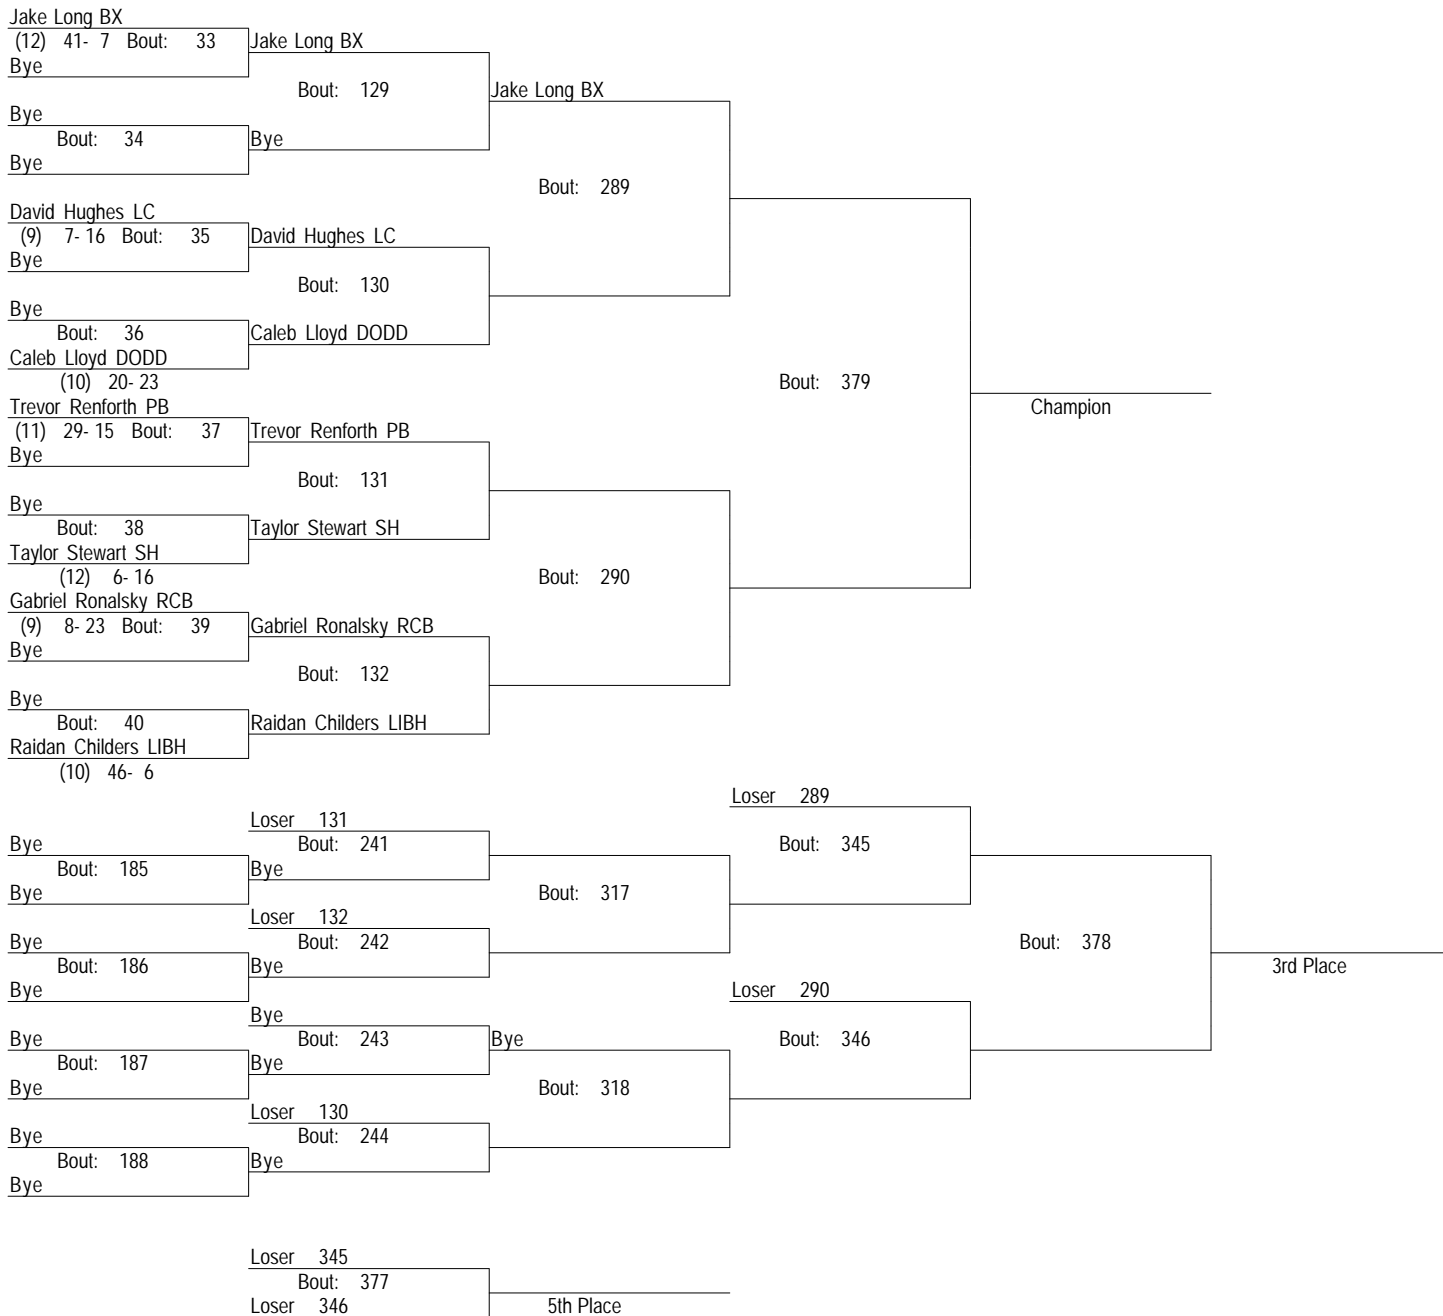 Jake Long BX
(12) 41- 7 Bout: 33 Jake Long BX
Bye
Bout: 129 Jake Long BX
Bye
Bout: 34 Bye
Bye
Bout: 289
David Hughes LC
(9) 7- 16 Bout: 35 David Hughes LC
Bye
Bout: 130
Bye
Bout: 36 Caleb Lloyd DODD
Caleb Lloyd DODD
(10) 20- 23 Bout: 379
Trevor Renforth PB Champion
(11) 29- 15 Bout: 37 Trevor Renforth PB
Bye
Bout: 131
Bye
Bout: 38 Taylor Stewart SH
Taylor Stewart SH
(12) 6- 16 Bout: 290
Gabriel Ronalsky RCB
(9) 8- 23 Bout: 39 Gabriel Ronalsky RCB
Bye
Bout: 132
Bye
Bout: 40 Raidan Childers LIBH
Raidan Childers LIBH
(10) 46- 6
Loser 289
Loser 131
Bye Bout: 241 Bout: 345
Bout: 185 Bye
Bye Bout: 317
Loser 132
Bye Bout: 242 Bout: 378
Bout: 186 Bye 3rd Place
Bye Loser 290
Bye
Bye Bout: 243 Bye Bout: 346
Bout: 187 Bye
Bye Bout: 318
Loser 130
Bye Bout: 244
Bout: 188 Bye
Bye
Loser 345
Bout: 377
Loser 346 5th Place